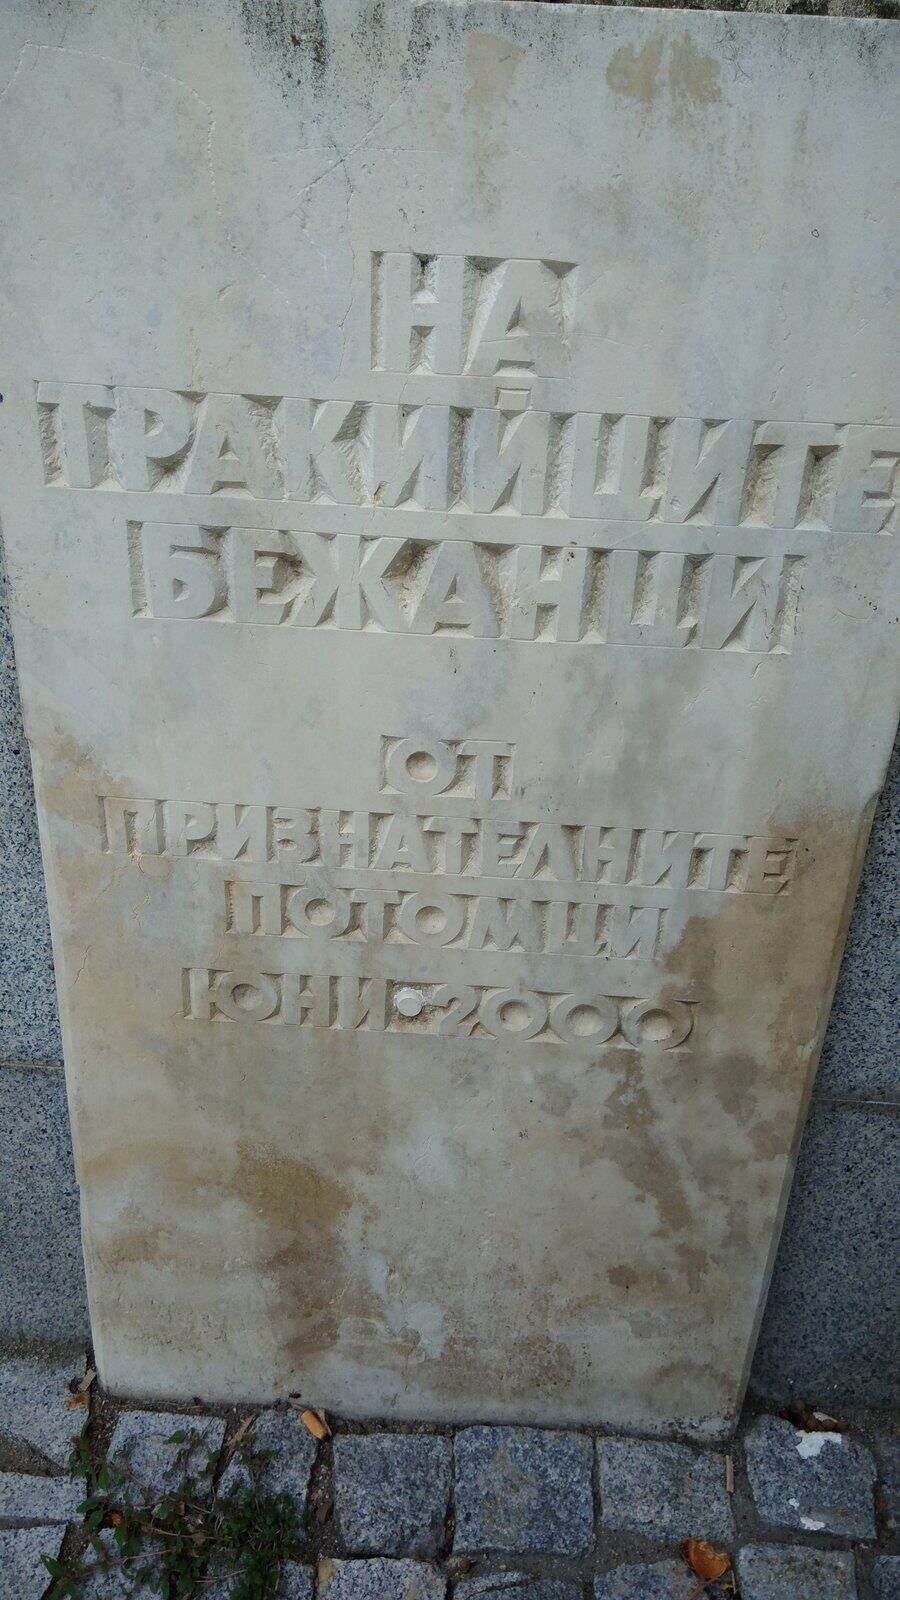 НА
ТРАКИЙЦИТЕ
БЕЖАНЦИ
ОТ
ПРИЗНАТЕЛНИТЕ
ПОТОМЦИ
ЮНИ•2000